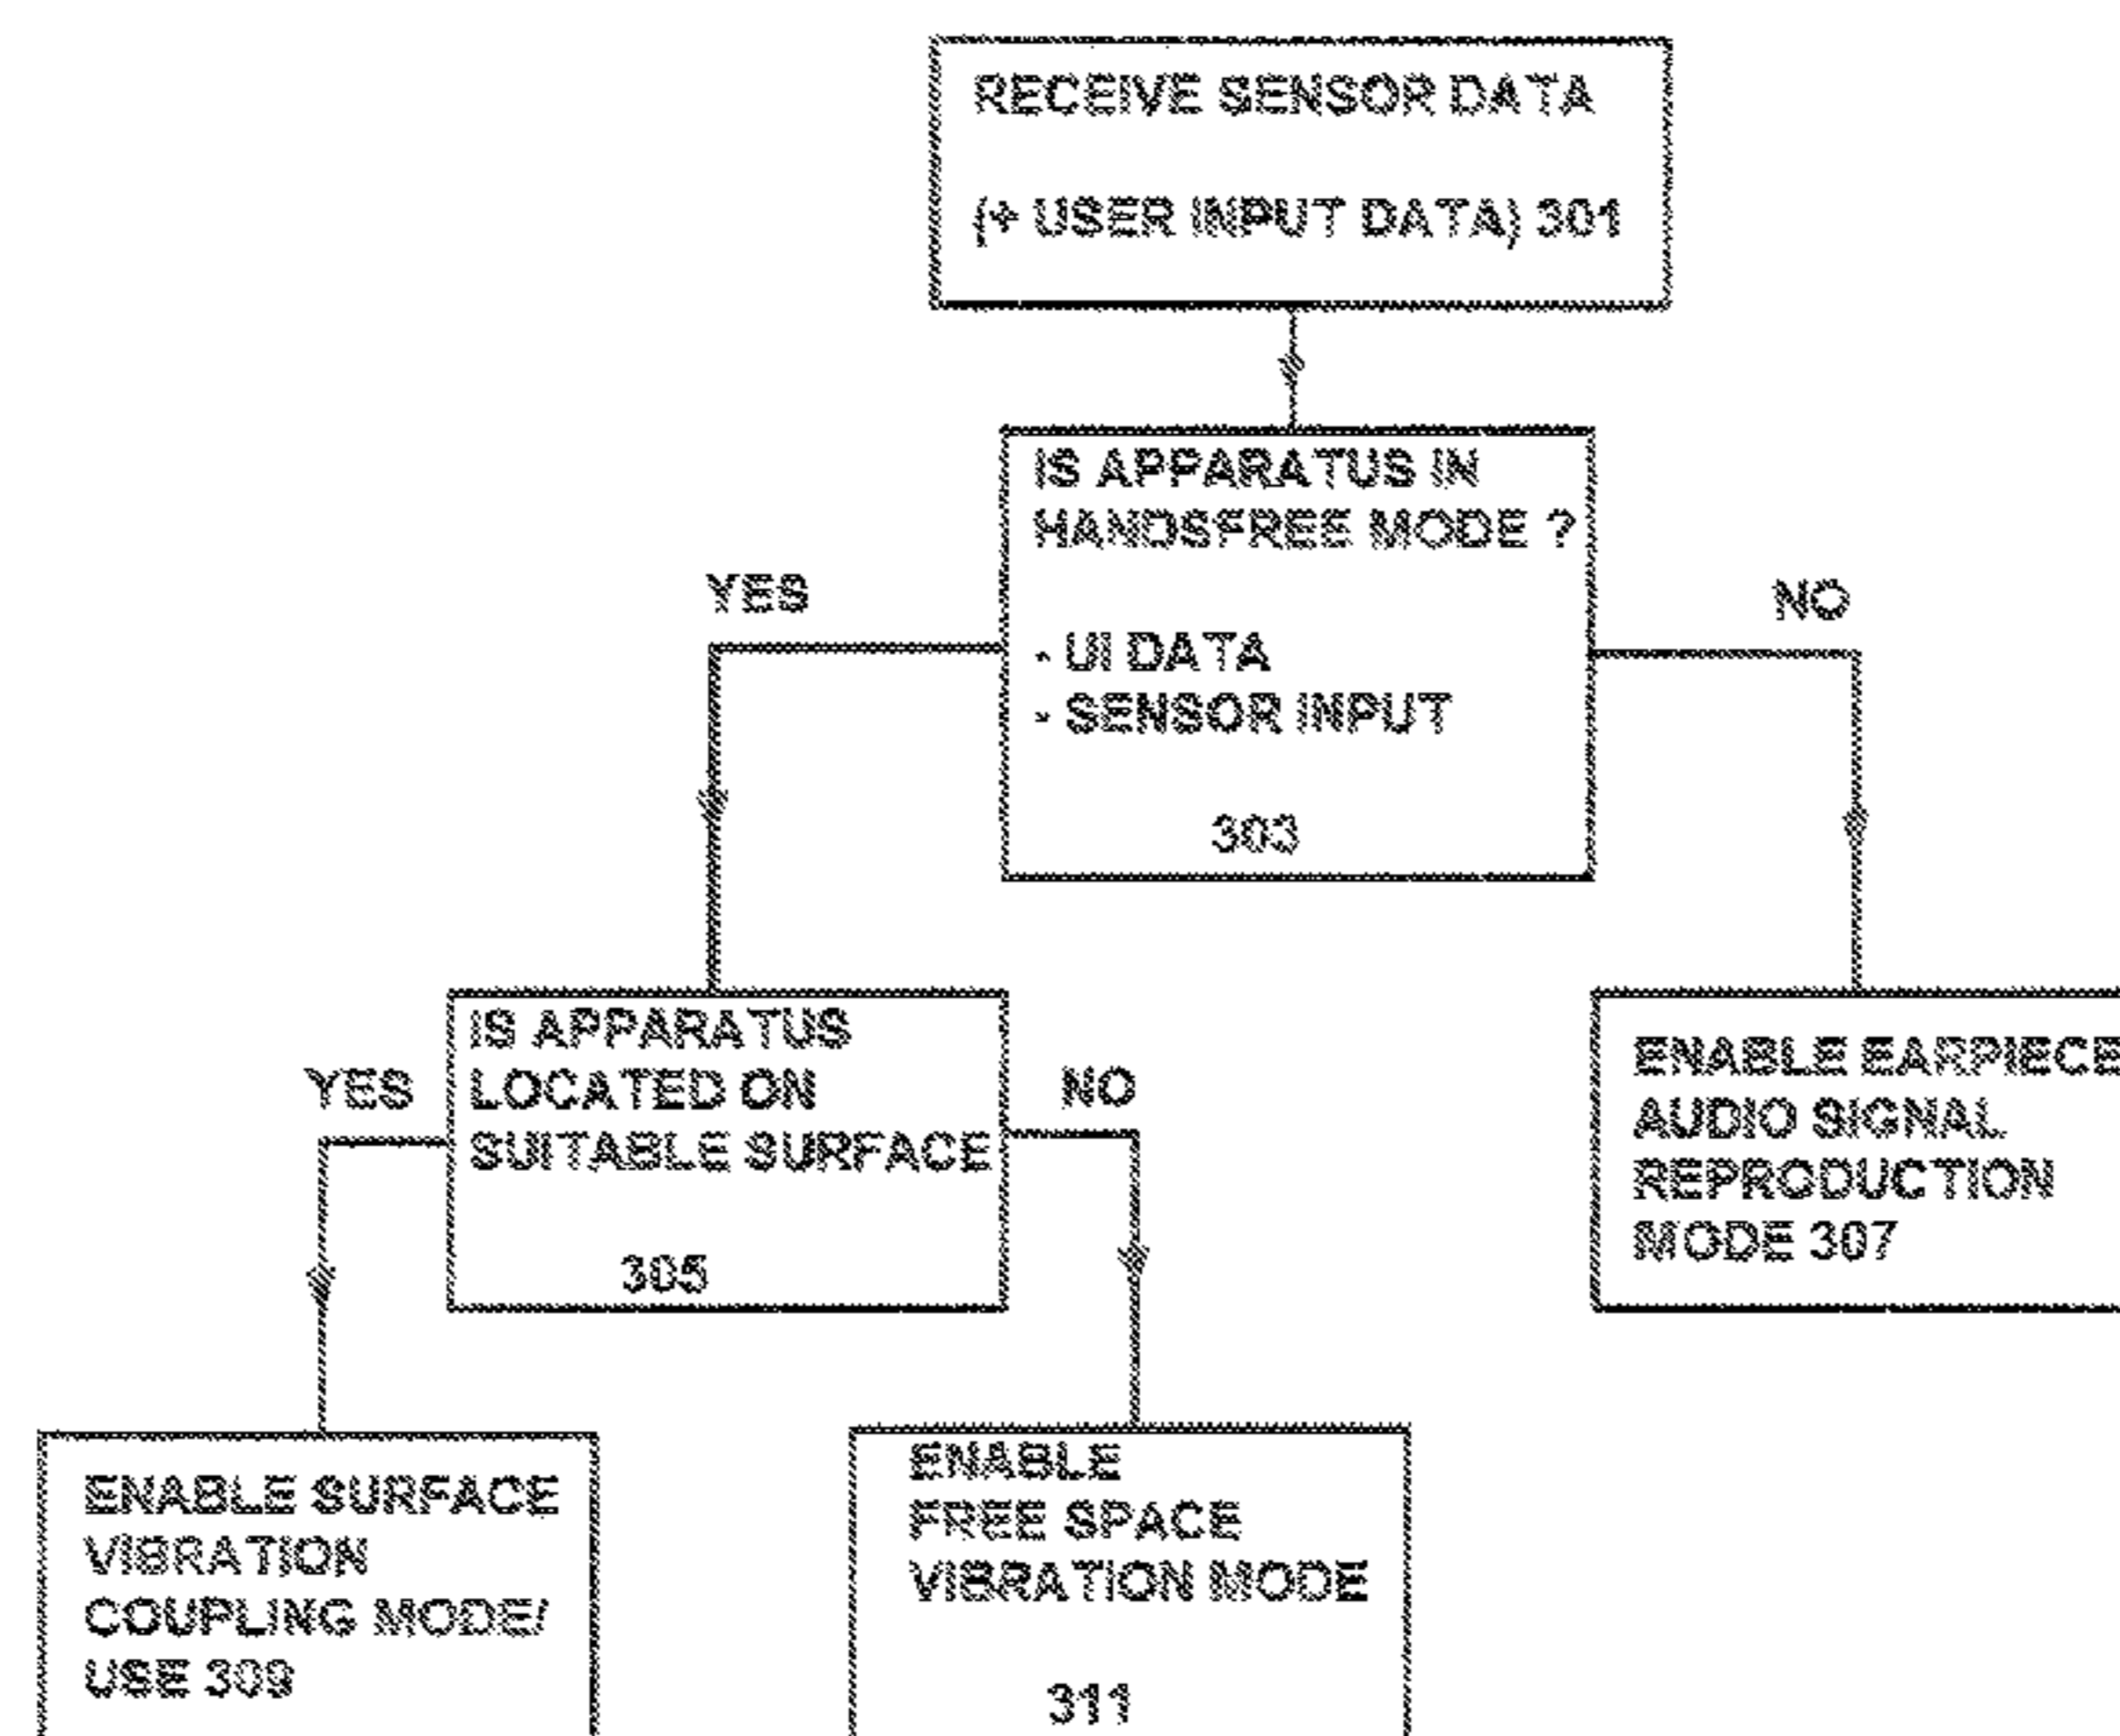 RECEIVE SENSOR DATA
(+ USER INPUT DATA) 301
IS APPARATUS IN
HANDSFREE MODE ?
- UI DATA
- SENSOR INPUT
303
YES
NO
IS APPARATUS
LOCATED ON
SUITABLE SURFACE
305
YES
NO
ENABLE EARPIECE
AUDIO SIGNAL
REPRODUCTION
MODE 307
ENABLE SURFACE
VIBRATION
COUPLING MODE/
USE 309
ENABLE
FREE SPACE
VIBRATION MODE
311